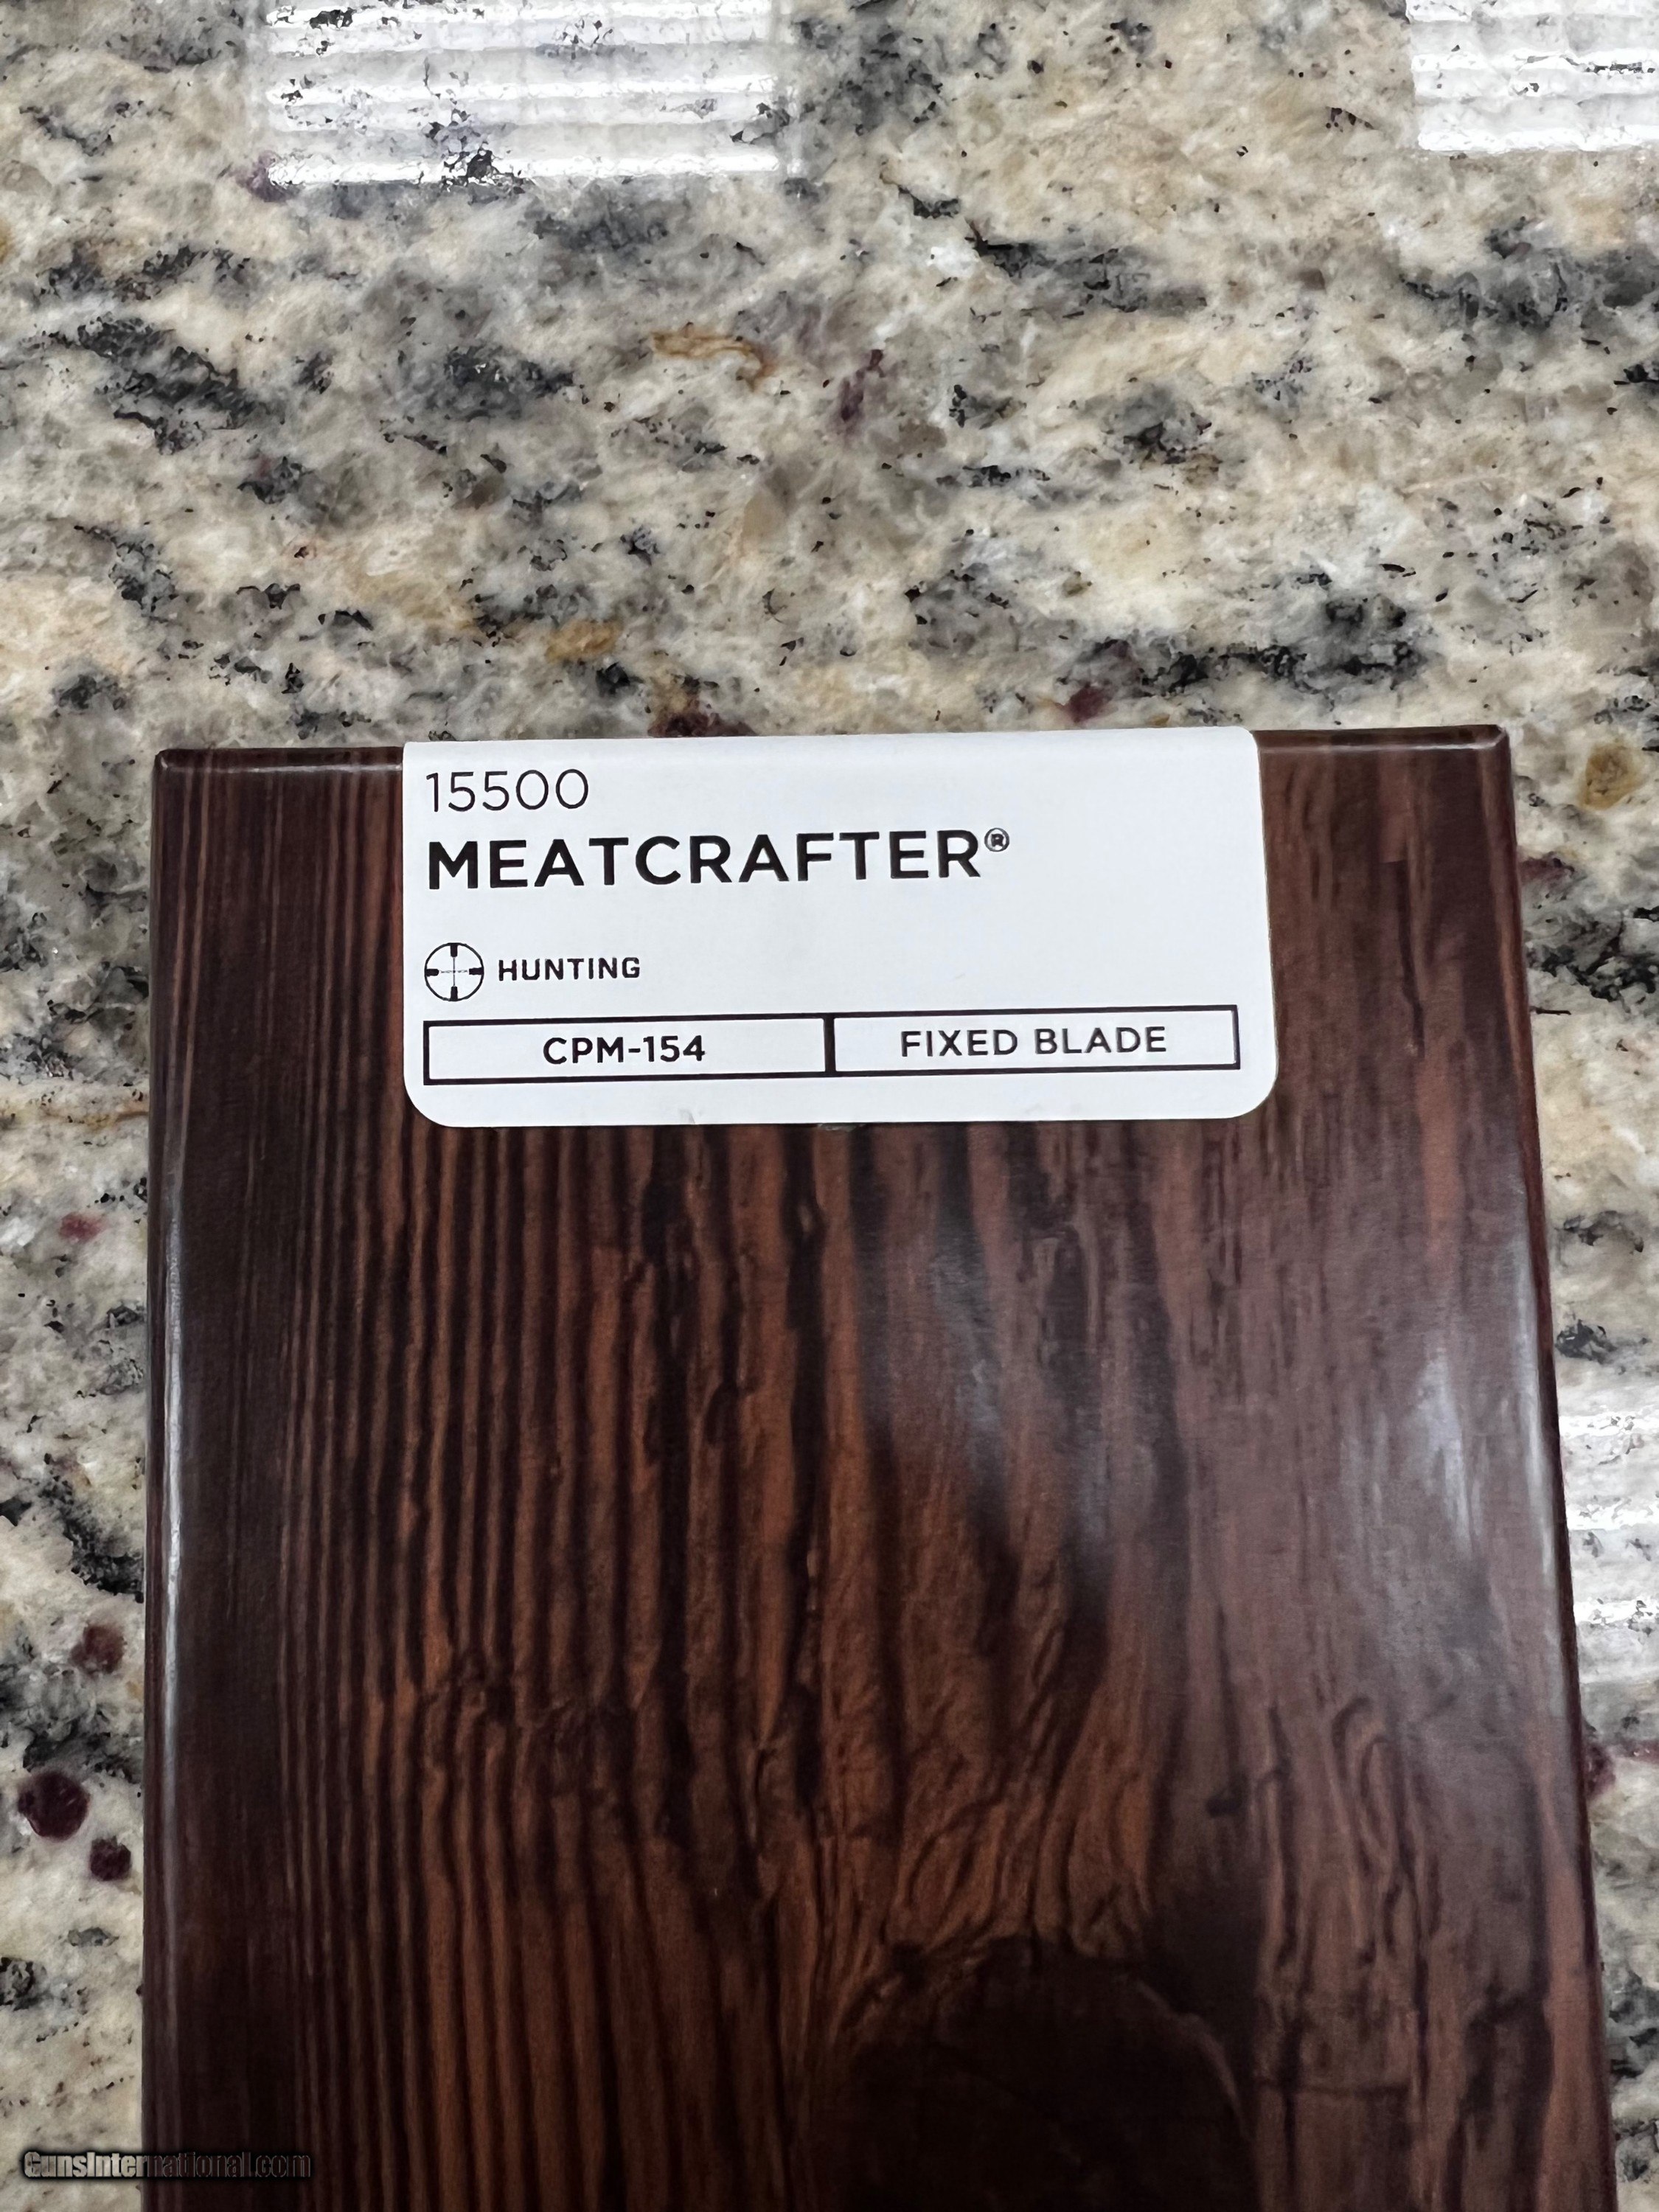 15500
MEATCRAFTER®
HUNTING
CPM-154
FIXED BLADE
GunsInternational.com